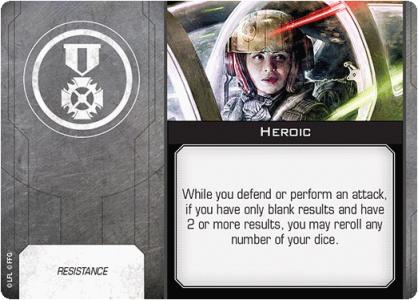 HEROIC
While you defend or perform an attack,
if you have only blank results and have
2 or more results, you may reroll any
number of your dice.
RESISTANCE
© LFL © FFG